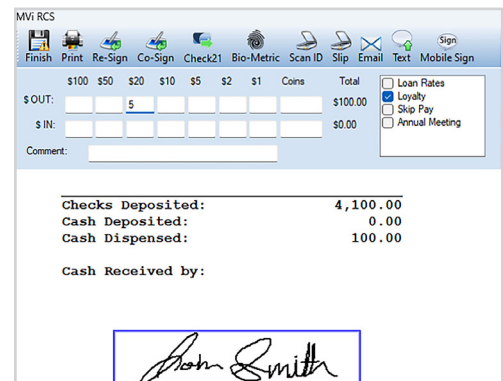 MVi RCS
Finish Print Re-Sign Co-Sign Check21 Bio-Metric Scan ID Slip Email Text Sign Mobile Sign
$100 $50 $20 $10 $5 $2 $1 Coins Total
$ OUT: 5 $100.00
$ IN: $0.00
Loan Rates
Loyalty
Skip Pay
Annual Meeting
Comment:
Checks Deposited: 4,100.00
Cash Deposited: 0.00
Cash Dispensed: 100.00
Cash Received by:
John Smith